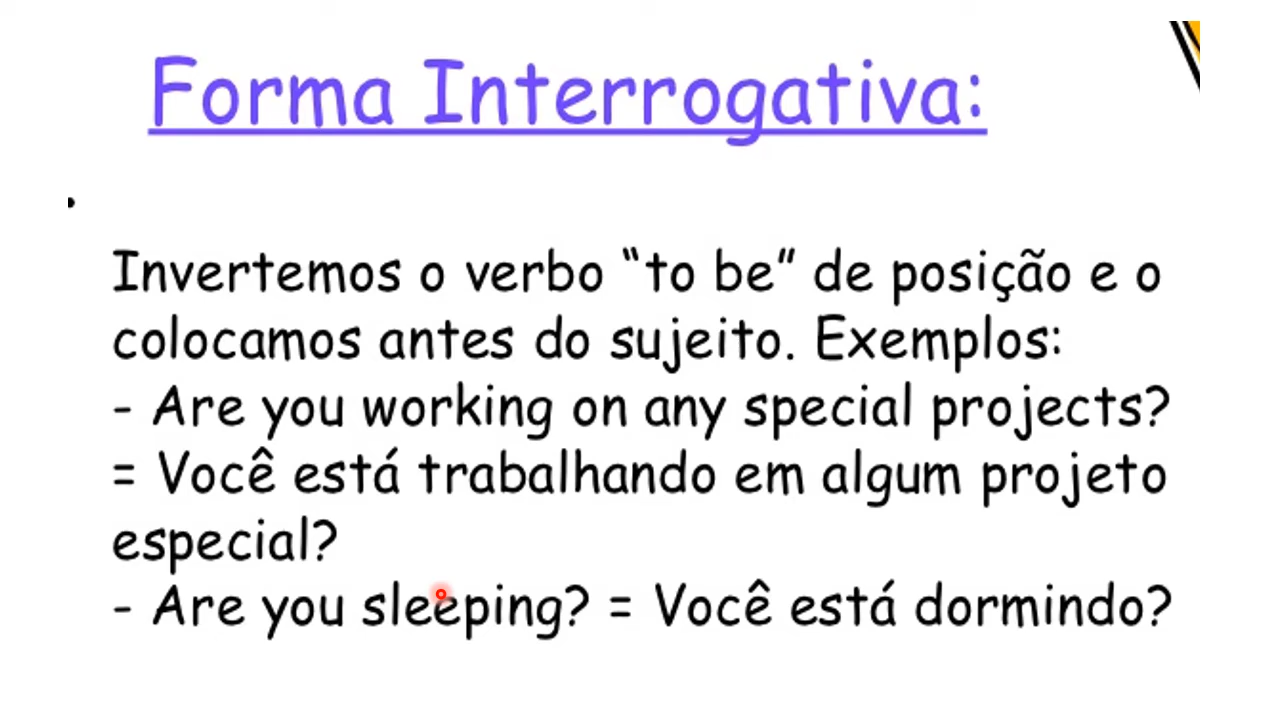 Forma Interrogativa:
Invertemos o verbo “to be” de posição e o
colocamos antes do sujeito. Exemplos:
- Are you working on any special projects?
= Você está trabalhando em algum projeto
especial?
- Are you sleeping? = Você está dormindo?